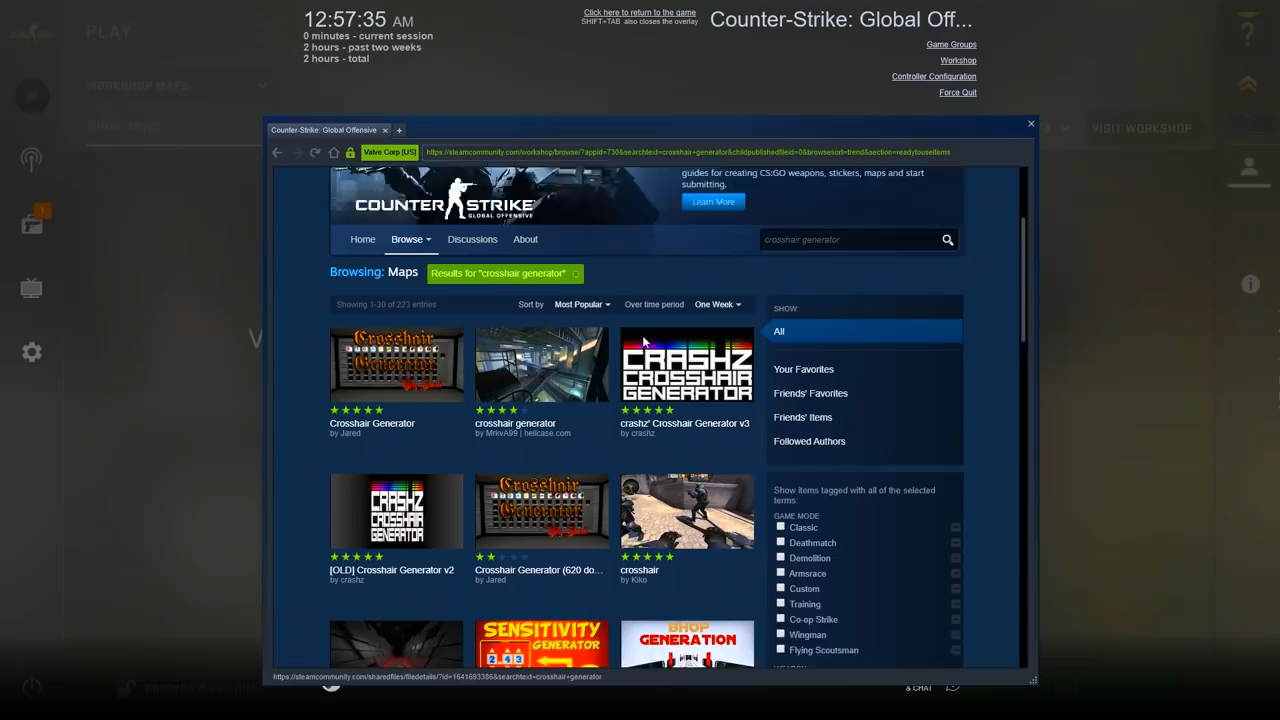 12:57:35 AM
0 minutes - current session
2 hours - past two weeks
2 hours - total
Click here to return to the game
SHIFT+TAB also closes the overlay
Counter-Strike: Global Off...
Game Groups
Workshop
Controller Configuration
Force Quit
PLAY
WORKSHOP MAPS
VISIT WORKSHOP
1
Counter-Strike: Global Offensive
Valve Corp [US]
https://steamcommunity.com/workshop/browse/?appid=730&searchtext=crosshair+generator&childpublishedfileid=0&browsesort=trend&section=readytouseitems
guides for creating CS:GO weapons, stickers, maps and start
submitting.
Learn More
COUNTER STRIKE
GLOBAL OFFENSIVE
Home
Browse
Discussions
About
crosshair generator
Browsing: Maps
Results for "crosshair generator"
Showing 1-30 of 223 entries
Sort by
Most Popular
Over time period
One Week
SHOW:
All
Your Favorites
Friends' Favorites
Friends' Items
Followed Authors
Crosshair
Generator
CRASHZ
CROSSHAIR
GENERATOR
Crosshair Generator
by Jared
crosshair generator
by MrkvA99 | hellcase.com
crashz' Crosshair Generator v3
by crashz
CRASHZ
CROSSHAIR
GENERATOR
Crosshair
Generator
[OLD] Crosshair Generator v2
by crashz
Crosshair Generator (620 do...
by Jared
crosshair
by Kiko
SENSITIVITY
GENERATOR
2.43
BHOP
GENERATION
Show items tagged with all of the selected
terms:
GAME MODE
Classic
Deathmatch
Demolition
Armsrace
Custom
Training
Co-op Strike
Wingman
Flying Scoutsman
https://steamcommunity.com/sharedfiles/filedetails/?id=1641693386&searchtext=crosshair+generator
& CHAT